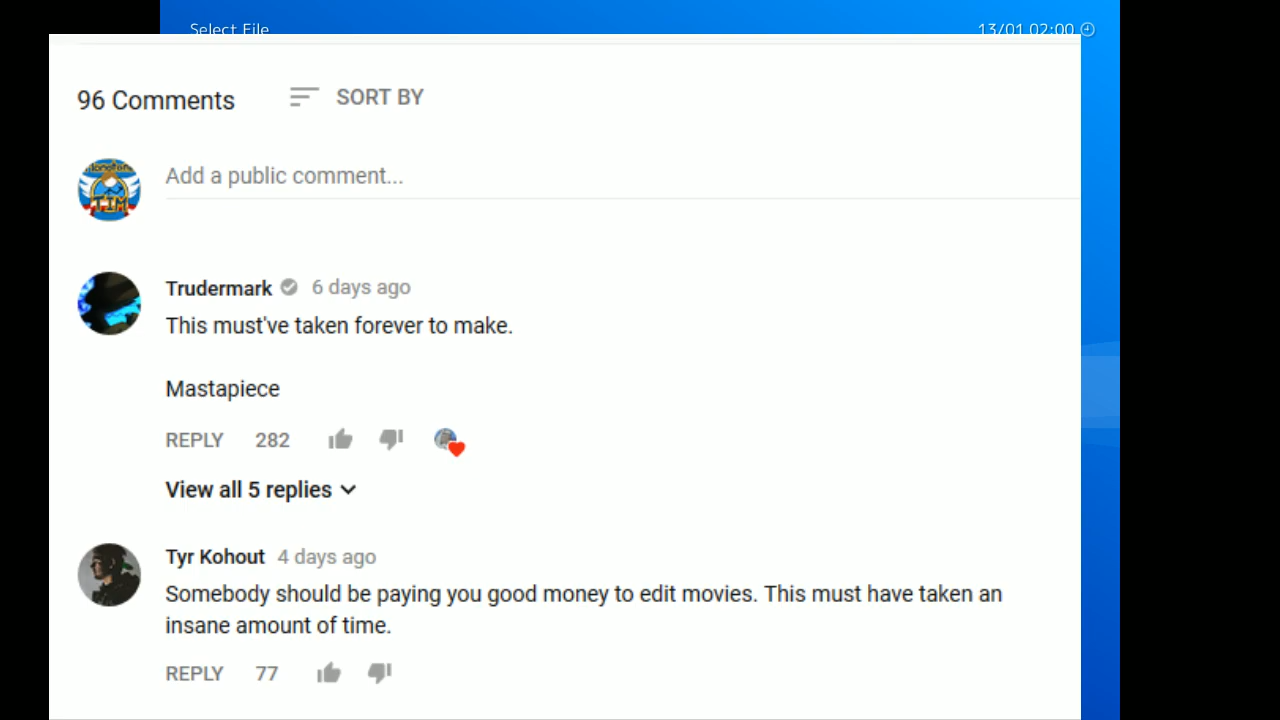 Select File 13/01 02:00
96 Comments SORT BY
Add a public comment...
Trudermark 6 days ago
This must've taken forever to make.
Mastapiece
REPLY 282
View all 5 replies
Tyr Kohout 4 days ago
Somebody should be paying you good money to edit movies. This must have taken an
insane amount of time.
REPLY 77